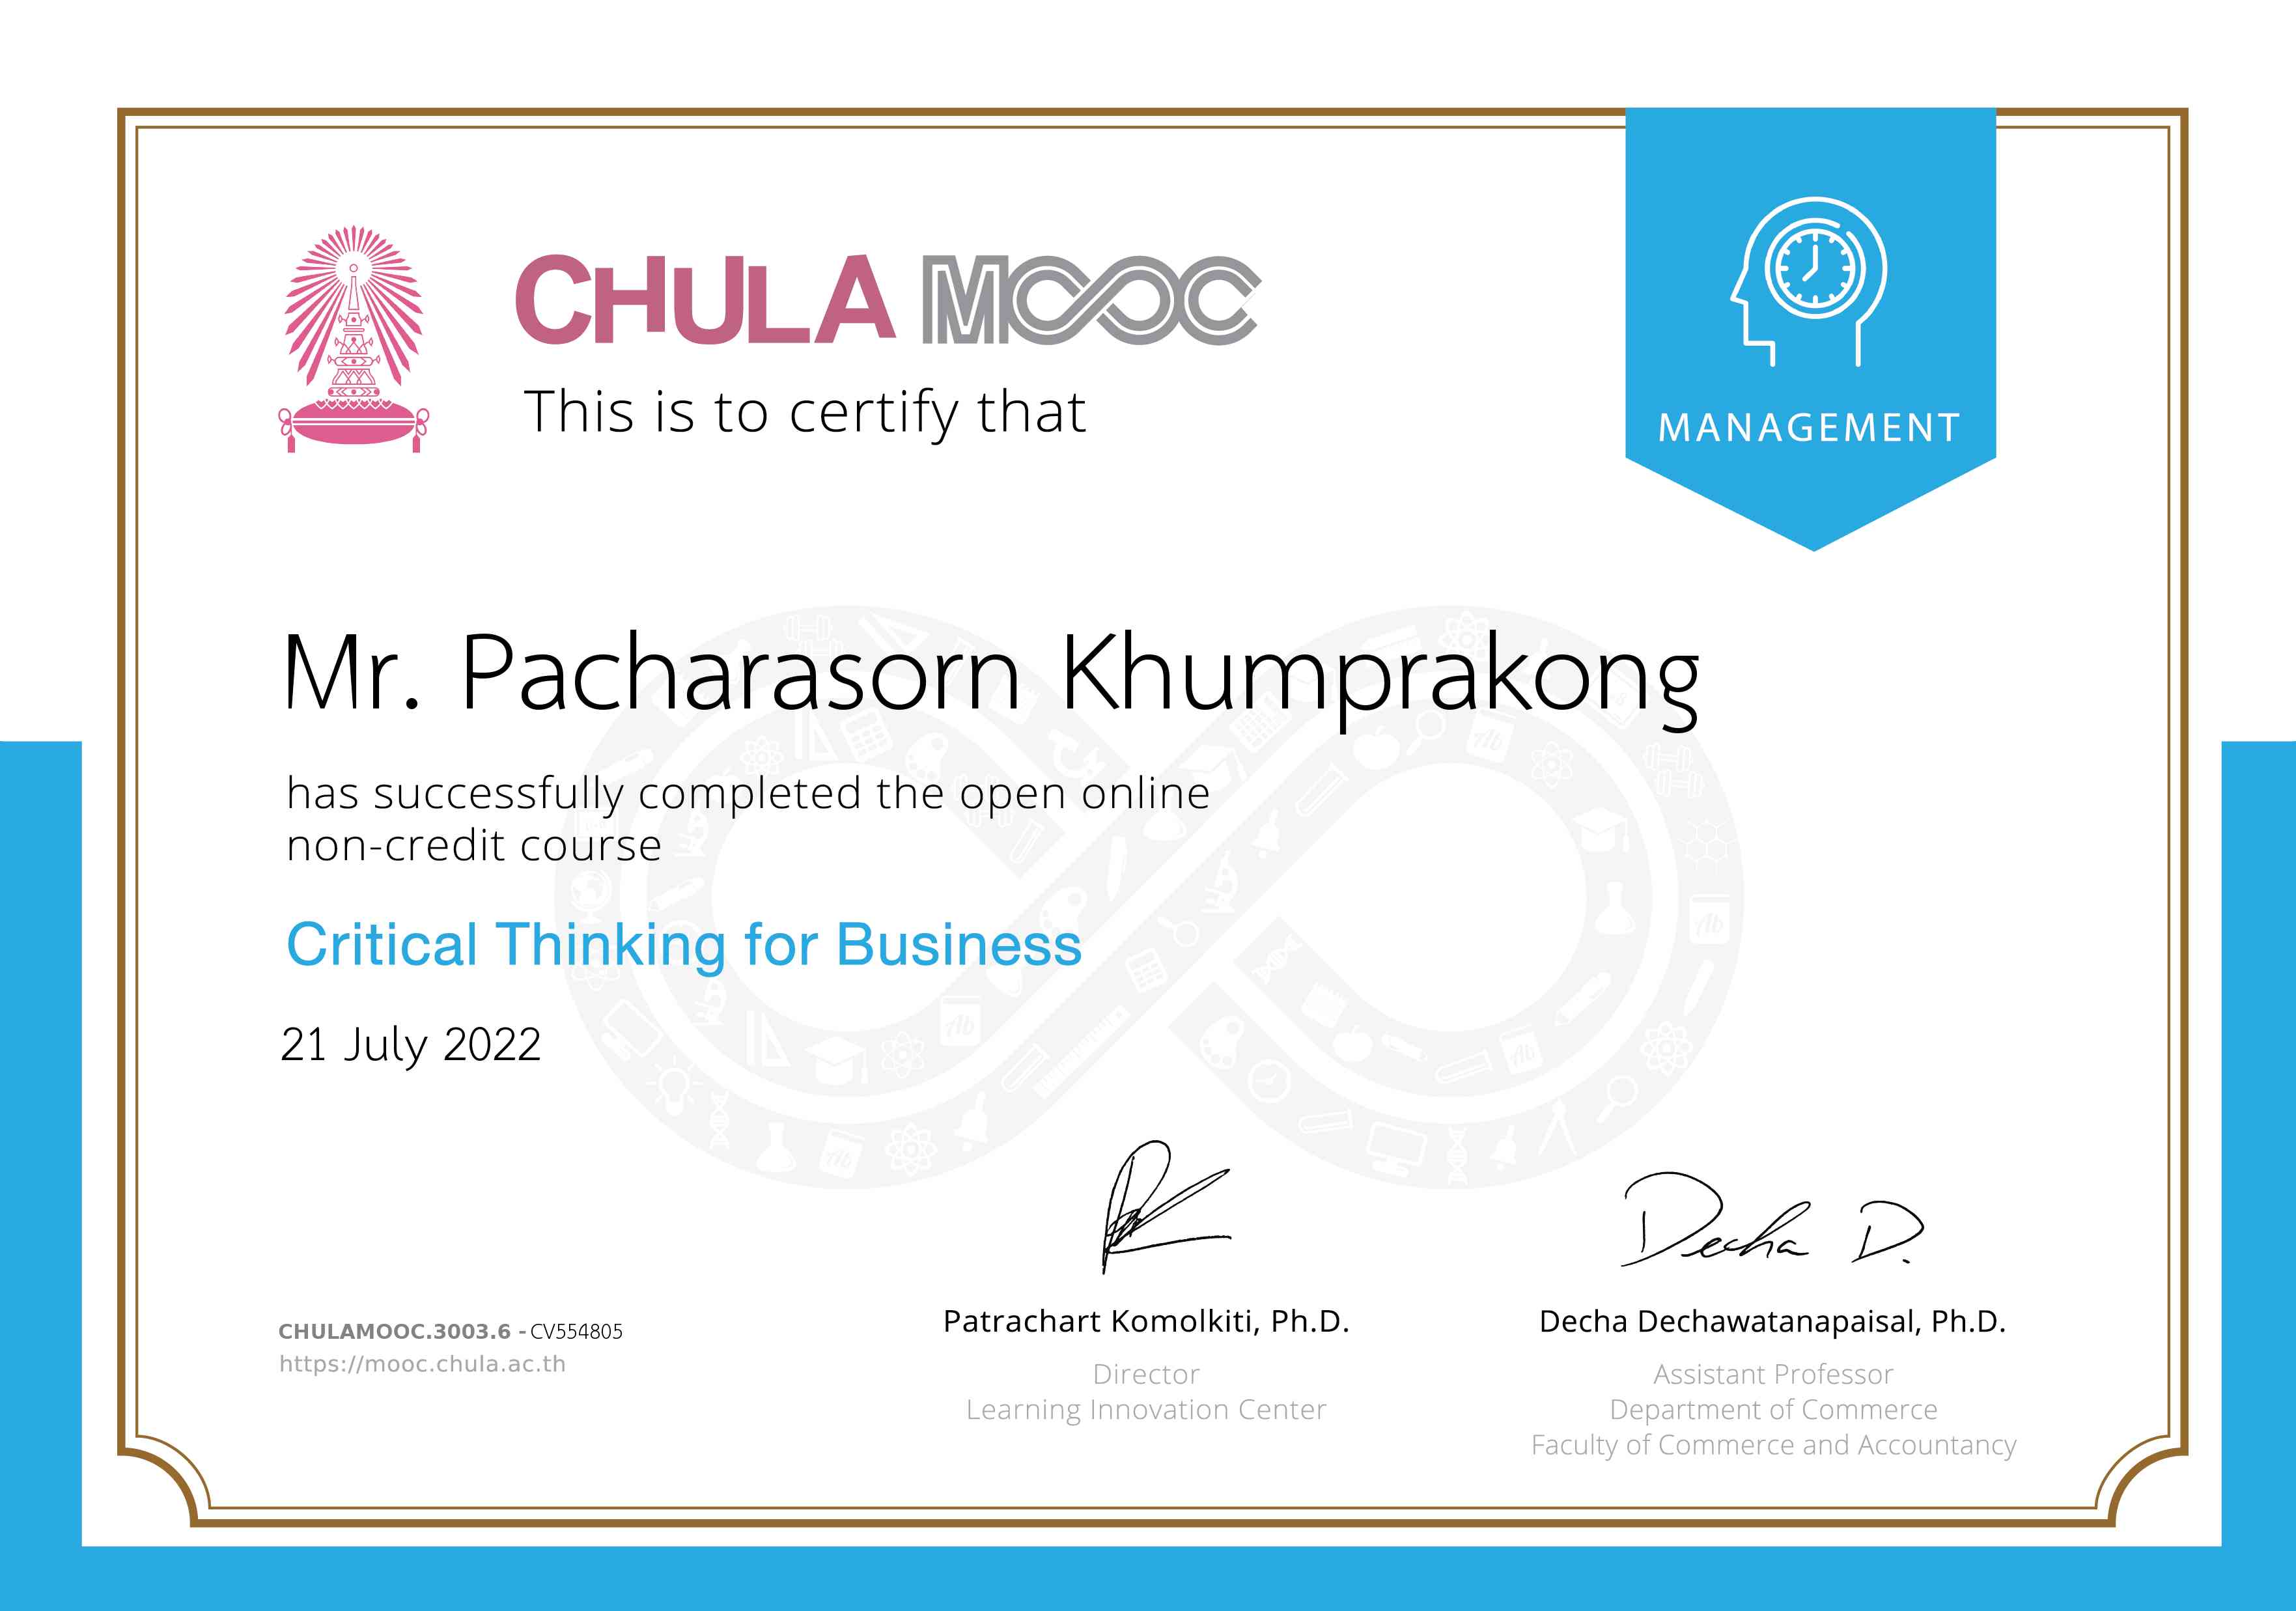 CHULA MOOC
This is to certify that
MANAGEMENT
Mr. Pacharasorn Khumprakong
has successfully completed the open online
non-credit course
Critical Thinking for Business
21 July 2022
Decha D.
CHULAMOOC.3003.6 - CV554805
https://mooc.chula.ac.th
Patrachart Komolkiti, Ph.D.
Director
Learning Innovation Center
Decha Dechawatanapaisal, Ph.D.
Assistant Professor
Department of Commerce
Faculty of Commerce and Accountancy